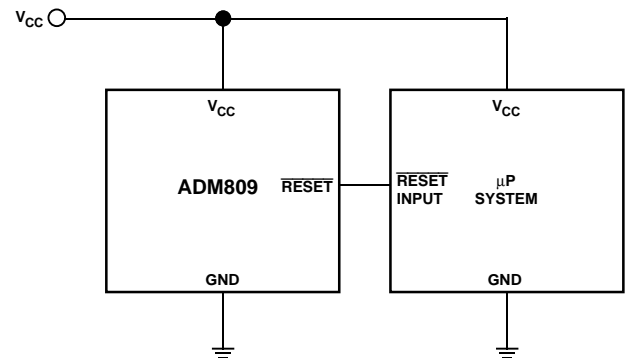 VCC
VCC
ADM809
RESET
GND
VCC
RESET
INPUT
μP
SYSTEM
GND